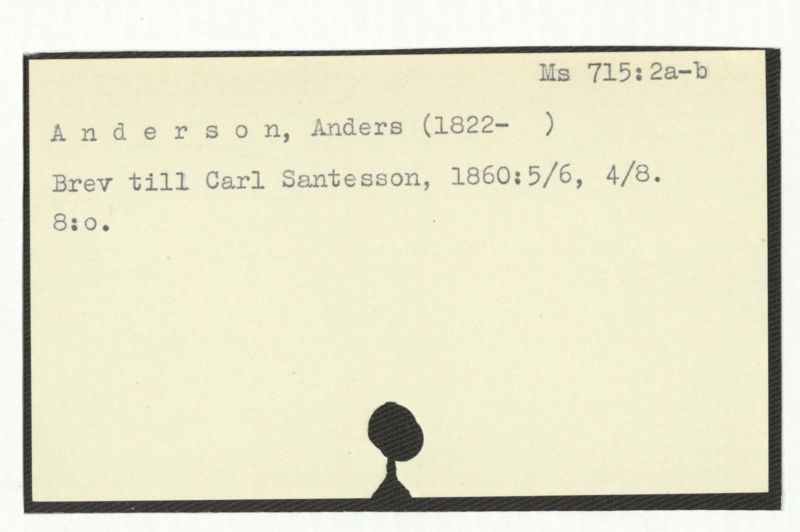 Ms 715:2a-b
A n d e r s o n, Anders (1822-   )
Brev till Carl Santesson, 1860:5/6, 4/8.
8:o.